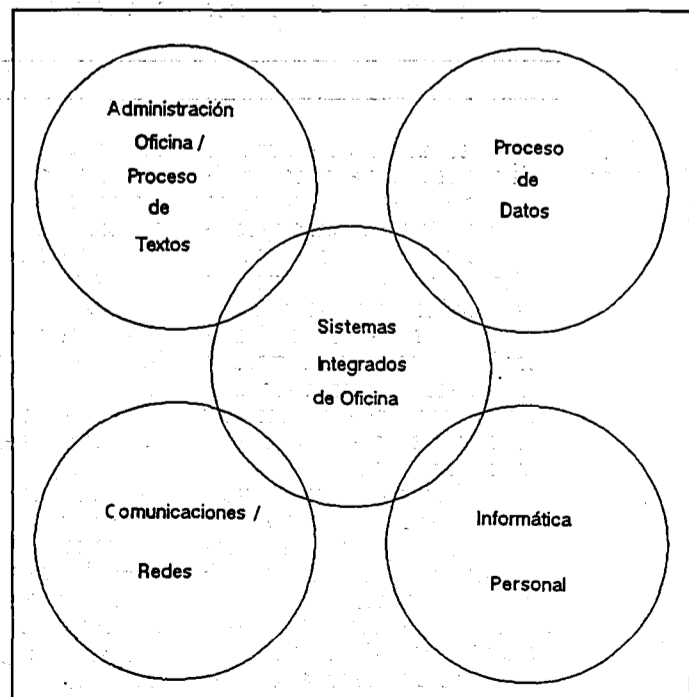 Administración
Oficina /
Proceso
de
Textos
Proceso
de
Datos
Sistemas
Integrados
de Oficina
Comunicaciones /
Redes
Informática
Personal